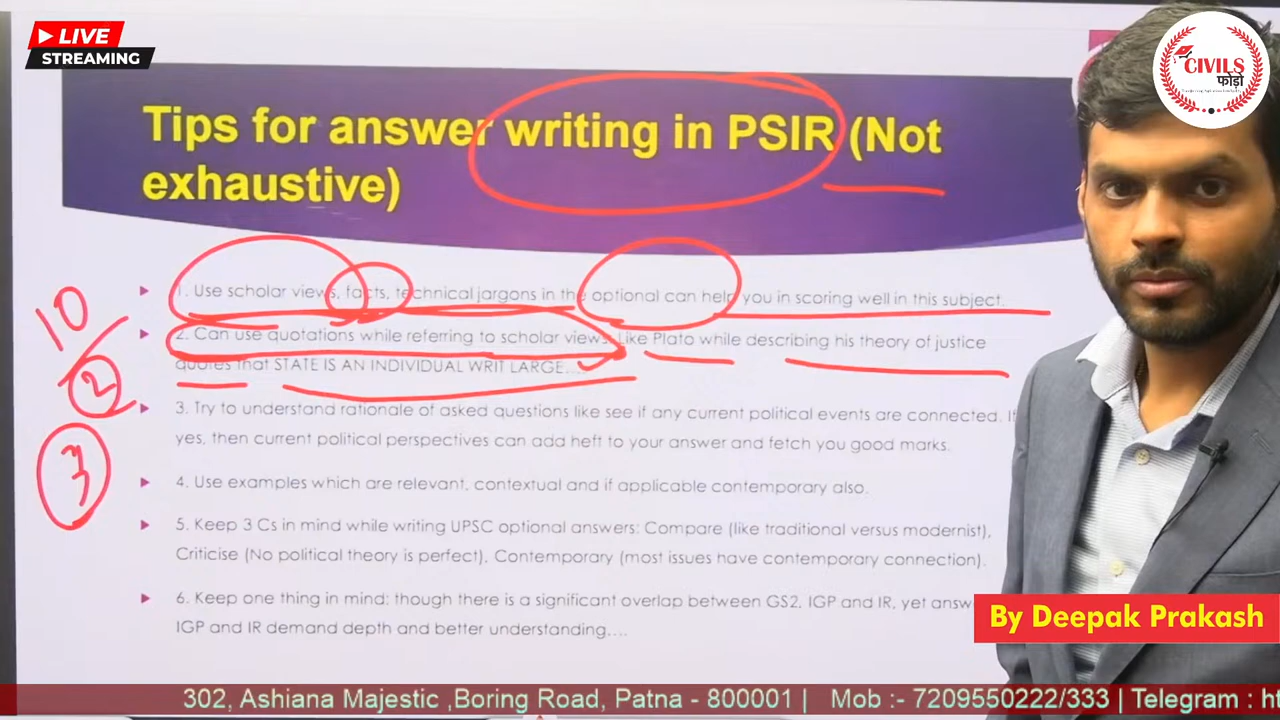 LIVE
STREAMING
CIVILS
फोड़ो
Tips for answer writing in PSIR (Not
exhaustive)
1. Use scholar views, facts, technical jargons in the optional can help you in scoring well in this subject.
2. Can use quotations while referring to scholar views. Like Plato while describing his theory of justice
quotes that STATE IS AN INDIVIDUAL WRIT LARGE....
3. Try to understand rationale of asked questions like see if any current political events are connected. If
yes, then current political perspectives can add heft to your answer and fetch you good marks.
4. Use examples which are relevant, contextual and if applicable contemporary also.
5. Keep 3 Cs in mind while writing UPSC optional answers: Compare (like traditional versus modernist),
Criticise (No political theory is perfect), Contemporary (most issues have contemporary connection).
6. Keep one thing in mind: though there is a significant overlap between GS2, IGP and IR, yet answ
IGP and IR demand depth and better understanding....
10
2
By Deepak Prakash
302, Ashiana Majestic ,Boring Road, Patna - 800001 | Mob :- 7209550222/333 | Telegram : ht